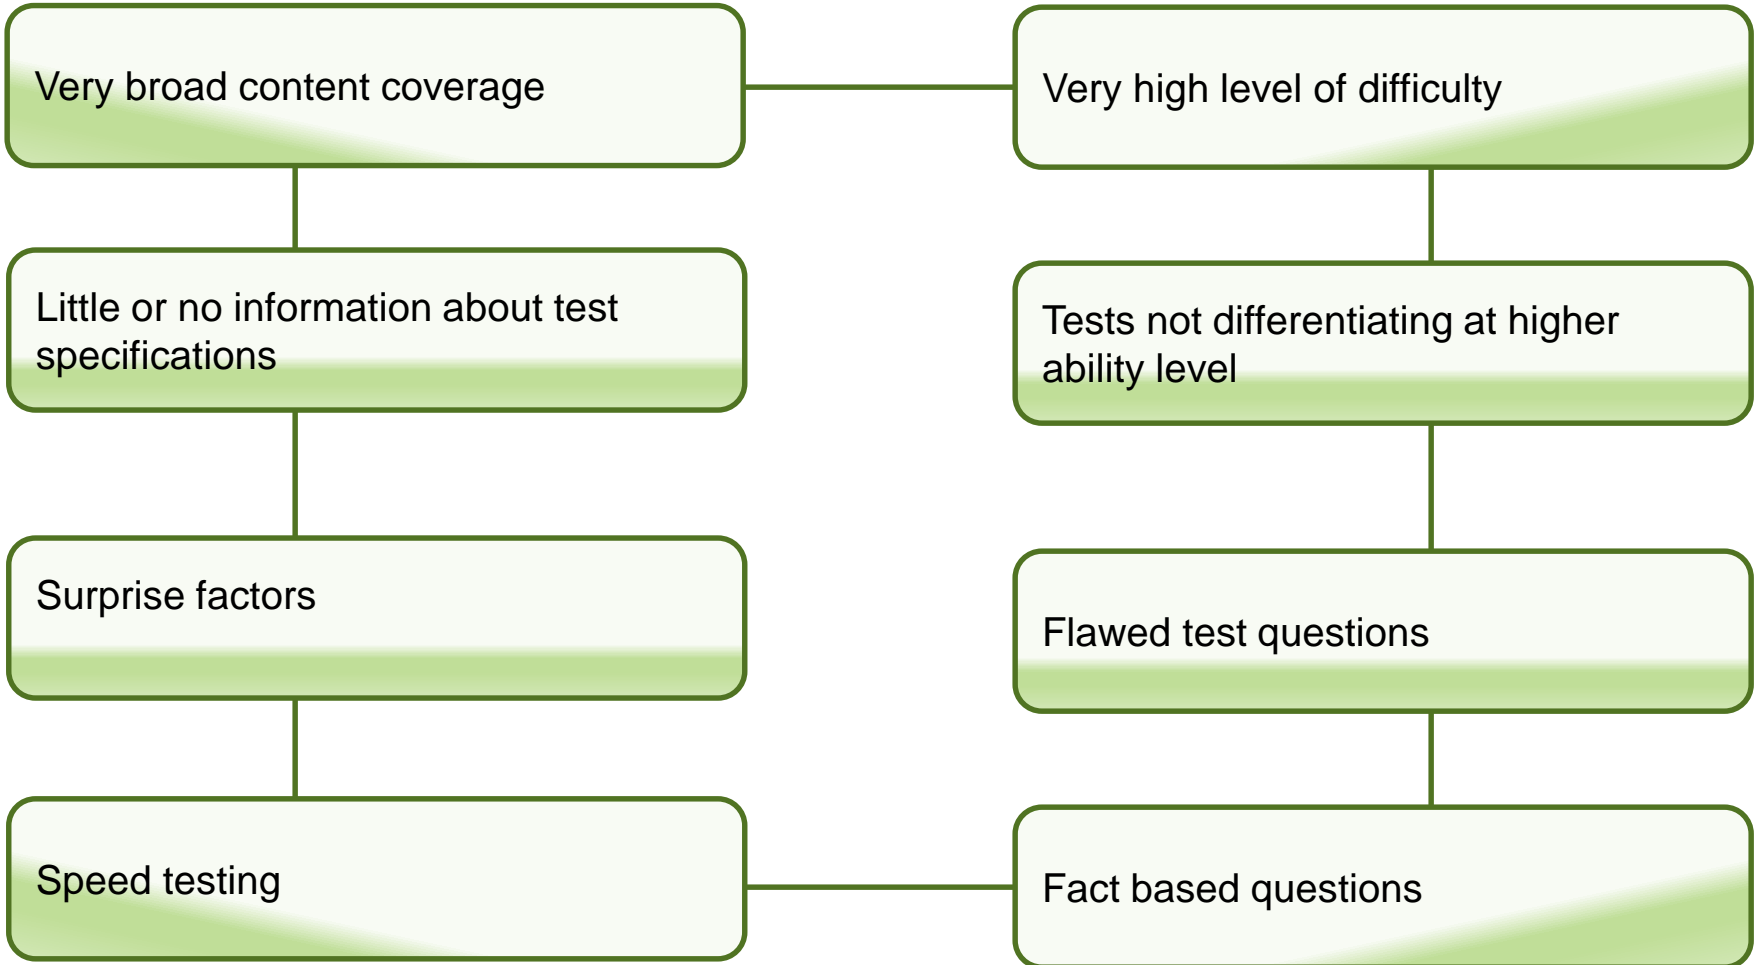 Very broad content coverage
Very high level of difficulty
Little or no information about test
specifications
Tests not differentiating at higher
ability level
Surprise factors
Flawed test questions
Speed testing
Fact based questions